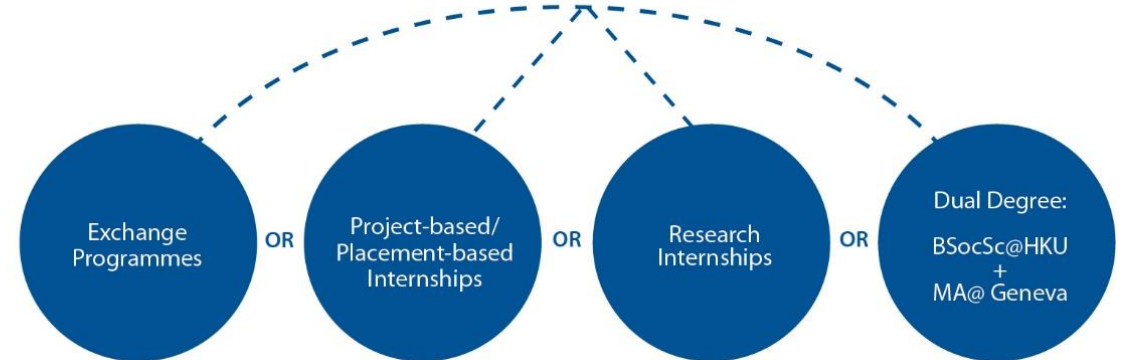 Exchange
Programmes
OR
Project-based/
Placement-based
Internships
OR
Research
Internships
OR
Dual Degree:
BSocSc@HKU
+
MA@ Geneva